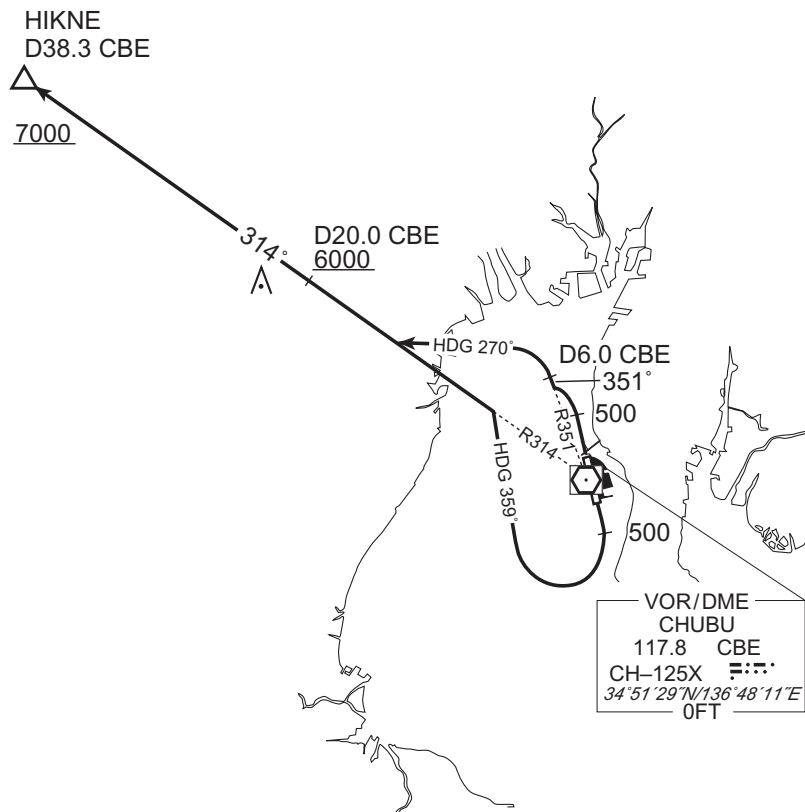 HIKNE
D38.3 CBE
7000
314°
D20.0 CBE
6000
HDG 270°
D6.0 CBE
351°
500
R351
R314
HDG 359°
500
VOR/DME
CHUBU
117.8 CBE
CH–125X
34°51´29˝N/136°48´11˝E
0FT